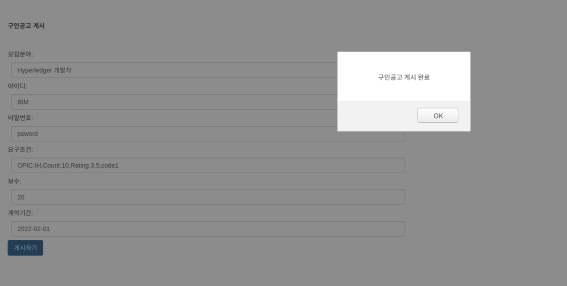 구인공고 게시
모집분야:
Hyperledger 개발자
아이디:
IBM
비밀번호:
psword
요구조건:
OPIC:IH,Count:10,Rating:3.5,code1
보수:
20
계약기간:
2022-02-01
게시하기
구인공고 게시 완료
OK